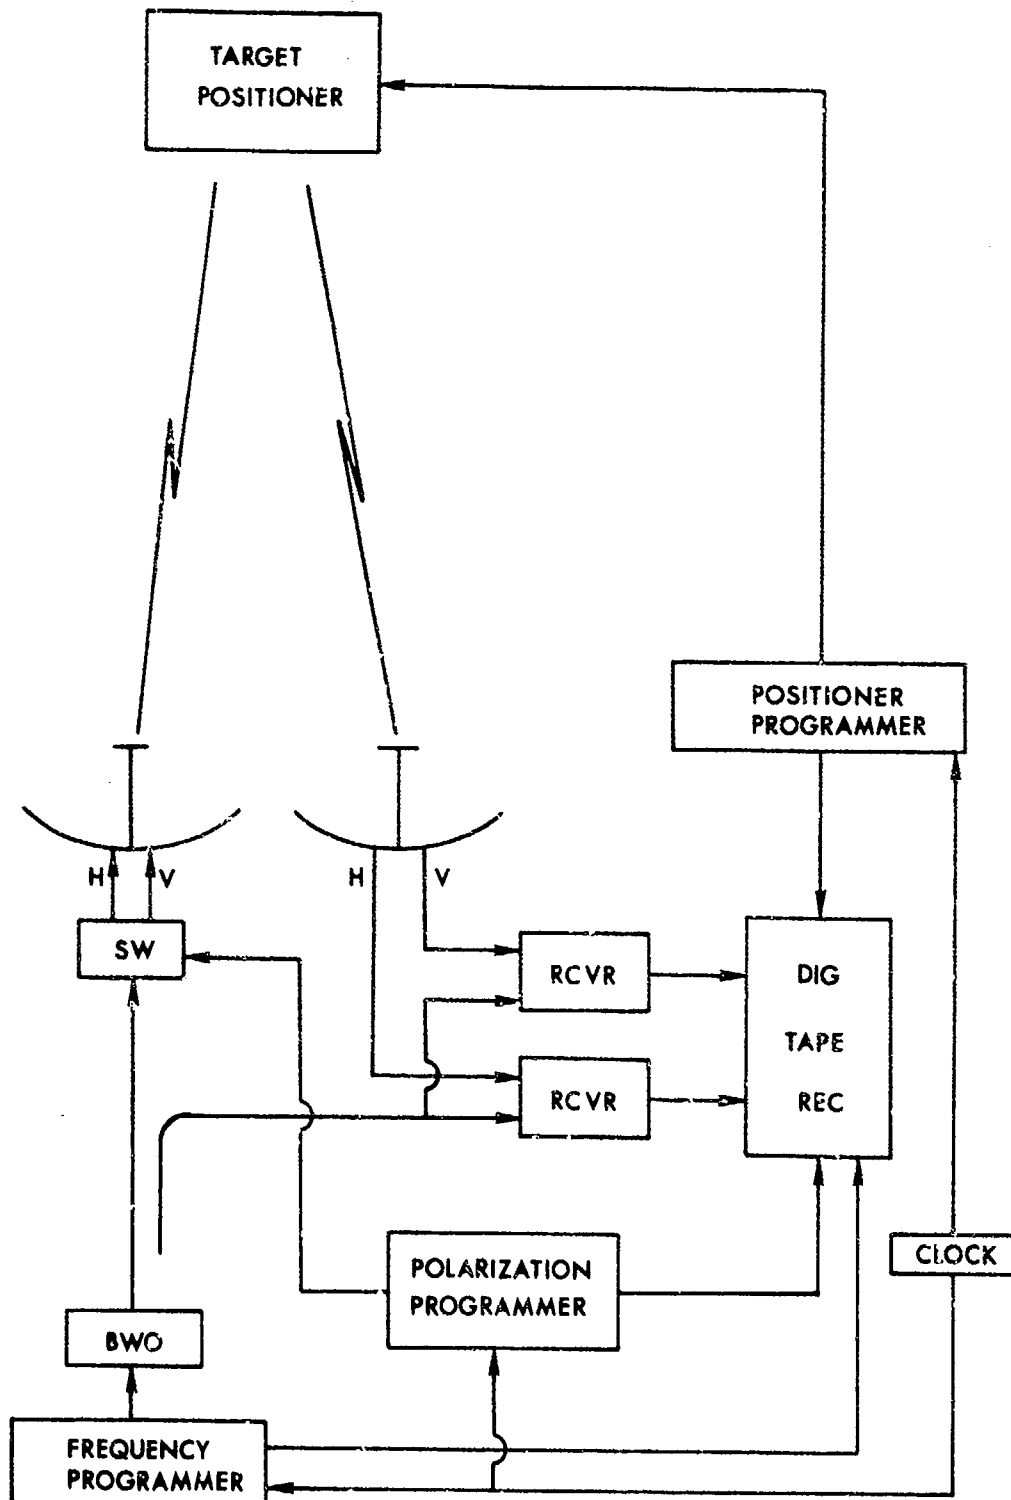 TARGET
POSITIONER
POSITIONER
PROGRAMMER
H
V
H
V
SW
RCVR
DIG
TAPE
REC
RCVR
CLOCK
POLARIZATION
PROGRAMMER
BWO
FREQUENCY
PROGRAMMER